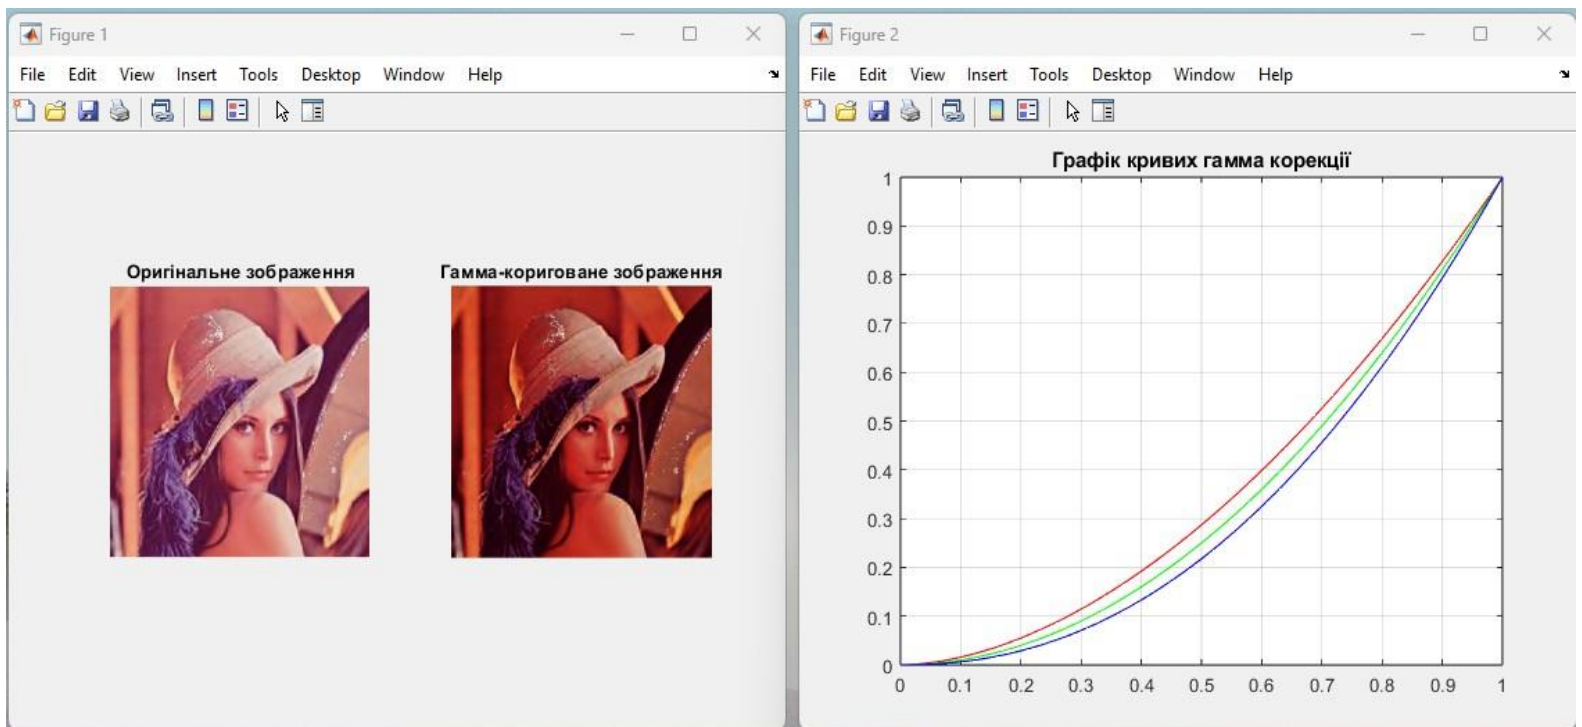 Figure 1
File Edit View Insert Tools Desktop Window Help
Оригінальне зображення
Гамма-кориговане зображення
Figure 2
File Edit View Insert Tools Desktop Window Help
Графік кривих гамма корекції
1
0.9
0.8
0.7
0.6
0.5
0.4
0.3
0.2
0.1
0
0 0.1 0.2 0.3 0.4 0.5 0.6 0.7 0.8 0.9 1